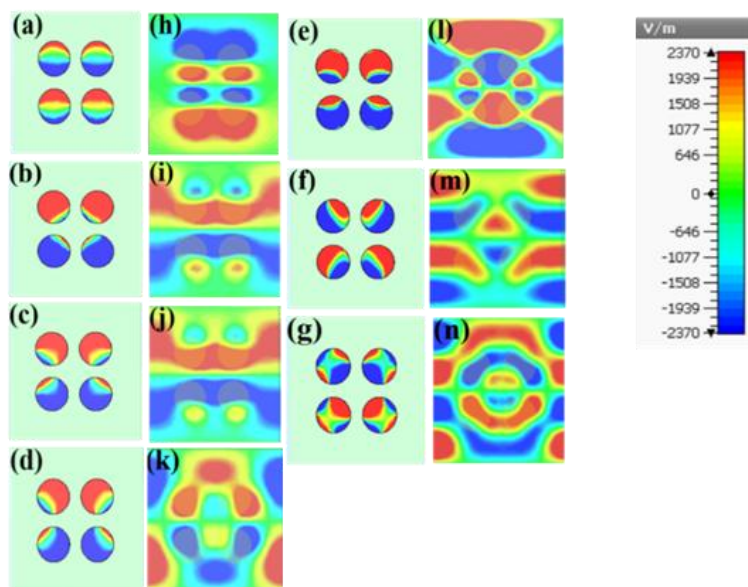 (a)
(h)
(e)
(l)
V/m
2370
1939
1508
1077
646
0
-646
-1077
-1508
-1939
-2370
(b)
(i)
(f)
(m)
(c)
(j)
(g)
(n)
(d)
(k)